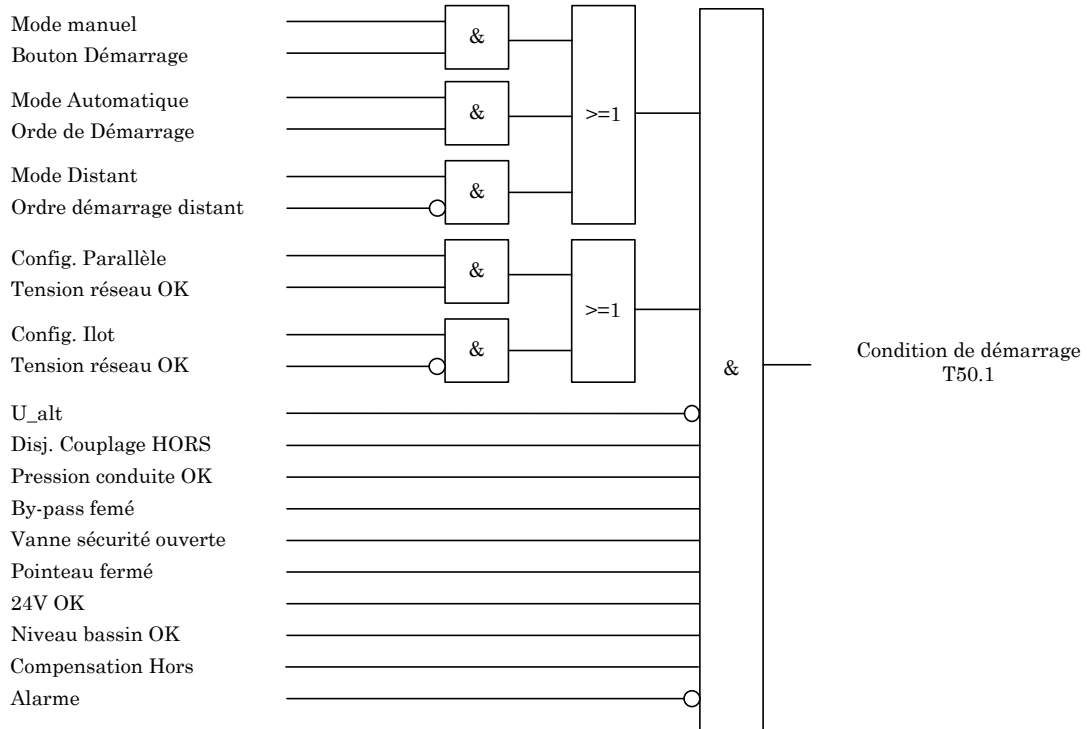 Mode manuel
Bouton Démarrage
&
Mode Automatique
Orde de Démarrage
&
>=1
Mode Distant
Ordre démarrage distant
&
Config. Parallèle
Tension réseau OK
&
>=1
Config. Ilot
Tension réseau OK
&
U_alt
Disj. Couplage HORS
Pression conduite OK
By-pass femé
Vanne sécurité ouverte
Pointeau fermé
24V OK
Niveau bassin OK
Compensation Hors
Alarme
&
Condition de démarrage
T50.1